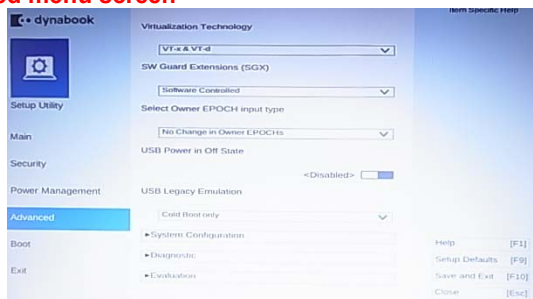 dynabook
Setup Utility
Main
Security
Power Management
Advanced
Boot
Exit
Virtualization Technology
VT-x & VT-d
SW Guard Extensions (SGX)
Software Controlled
Select Owner EPOCH input type
No Change in Owner EPOCHs
USB Power in Off State
<Disabled>
USB Legacy Emulation
Cold Boot only
▸System Configuration
▸Diagnostic
▸Evaluation
Item Specific Help
Help [F1]
Setup Defaults [F9]
Save and Exit [F10]
Close [Esc]